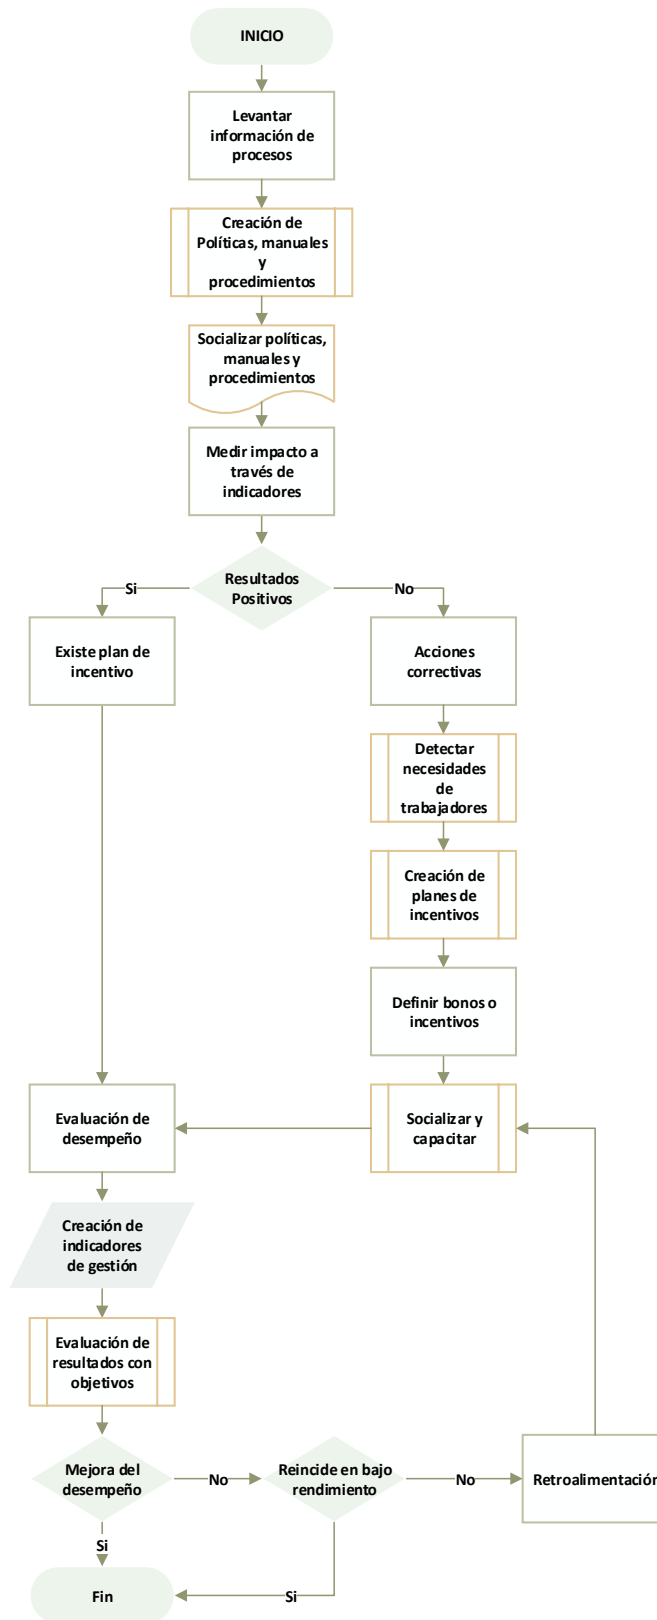 INICIO
Levantar
información de
procesos
Creación de
Políticas, manuales
y
procedimientos
Socializar políticas,
manuales y
procedimientos
Medir impacto a
través de
indicadores
Resultados
Positivos
Si
No
Existe plan de
incentivo
Acciones
correctivas
Detectar
necesidades
de
trabajadores
Creación de
planes de
incentivos
Definir bonos o
incentivos
Evaluación de
desempeño
Socializar y
capacitar
Creación de
indicadores
de gestión
Evaluación de
resultados con
objetivos
Mejora del
desempeño
No
Reincide en bajo
rendimiento
No
Retroalimentación
Si
Si
Fin